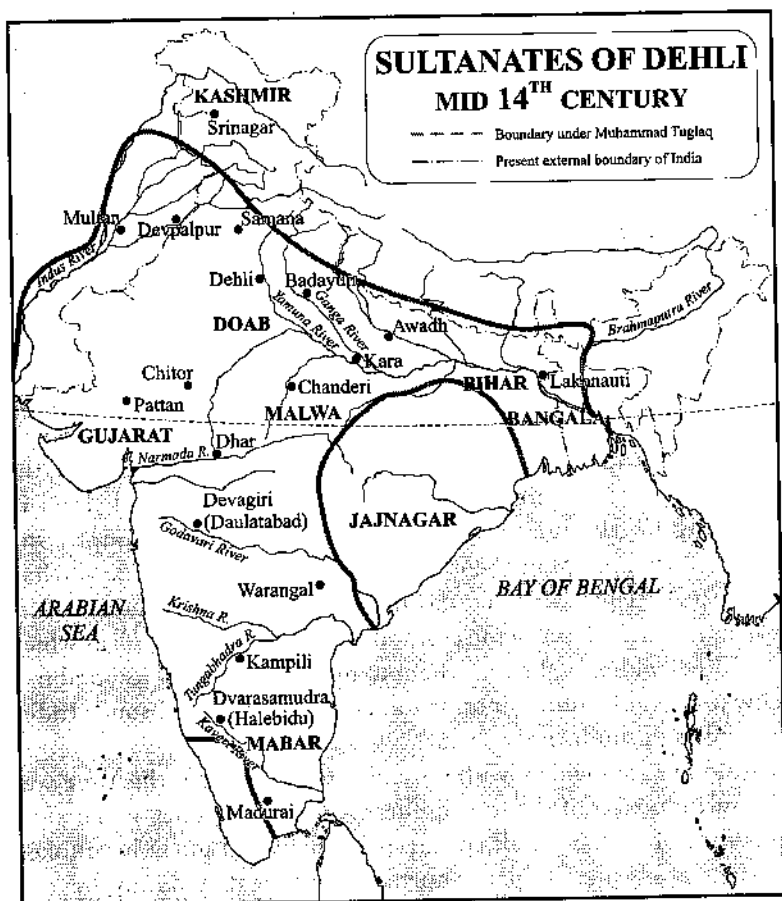 SULTANATES OF DEHLI
MID 14TH CENTURY
Boundary under Muhammad Tuglaq
Present external boundary of India
KASHMIR
Srinagar
Multan
Devpalpur
Samana
Indus River
Dehli
Badayun
Ganga River
Yamuna River
DOAB
Awadh
Brahmaputra River
Kara
Chitor
Chanderi
BIHAR
Laknauti
Pattan
MALWA
BANGALA
GUJARAT
Dhar
Narmada R.
Devagiri
(Daulatabad)
JAJNAGAR
Godavari River
Warangal
BAY OF BENGAL
ARABIAN
SEA
Krishna R.
Tungabhadra R.
Kampili
Dvarasamudra
(Halebidu)
MABAR
Madurai